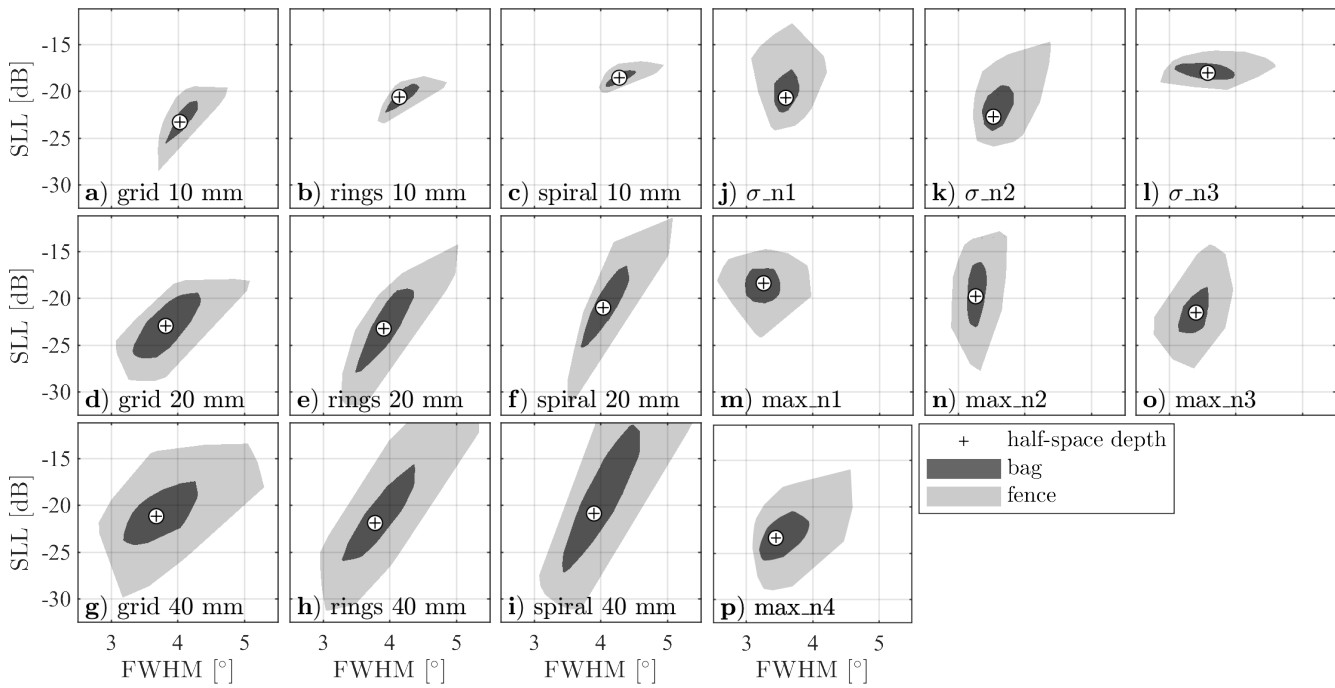 SLL [dB]
-15
-20
-25
-30
a) grid 10 mm
b) rings 10 mm
c) spiral 10 mm
j) σ_n1
k) σ_n2
l) σ_n3
SLL [dB]
-15
-20
-25
-30
d) grid 20 mm
e) rings 20 mm
f) spiral 20 mm
m) max_n1
n) max_n2
o) max_n3
SLL [dB]
-15
-20
-25
-30
g) grid 40 mm
h) rings 40 mm
i) spiral 40 mm
p) max_n4
half-space depth
bag
fence
3 4 5
3 4 5
3 4 5
3 4 5
FWHM [°]
FWHM [°]
FWHM [°]
FWHM [°]